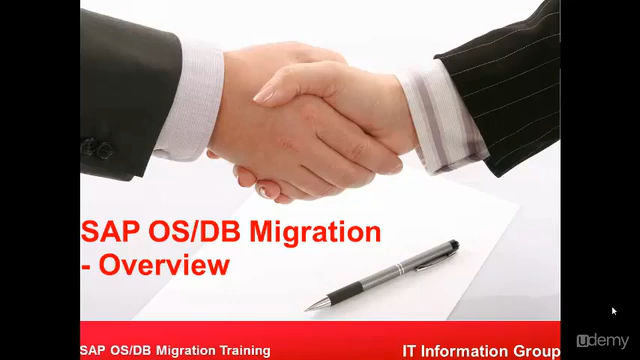 SAP OS/DB Migration
- Overview
SAP OS/DB Migration Training
IT Information Group
udemy